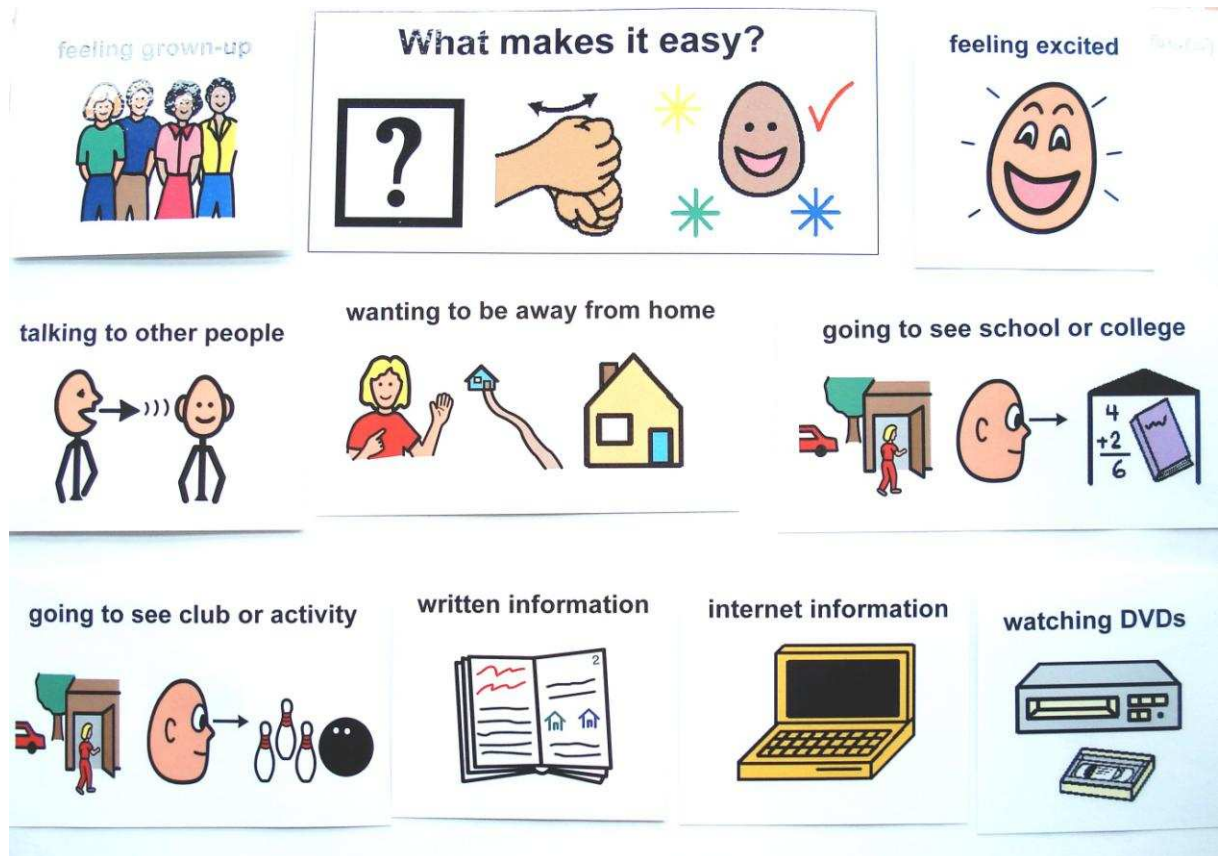 feeling grown-up
What makes it easy?
?
feeling excited
talking to other people
wanting to be away from home
going to see school or college
4
+2
6
going to see club or activity
written information
2
internet information
watching DVDs